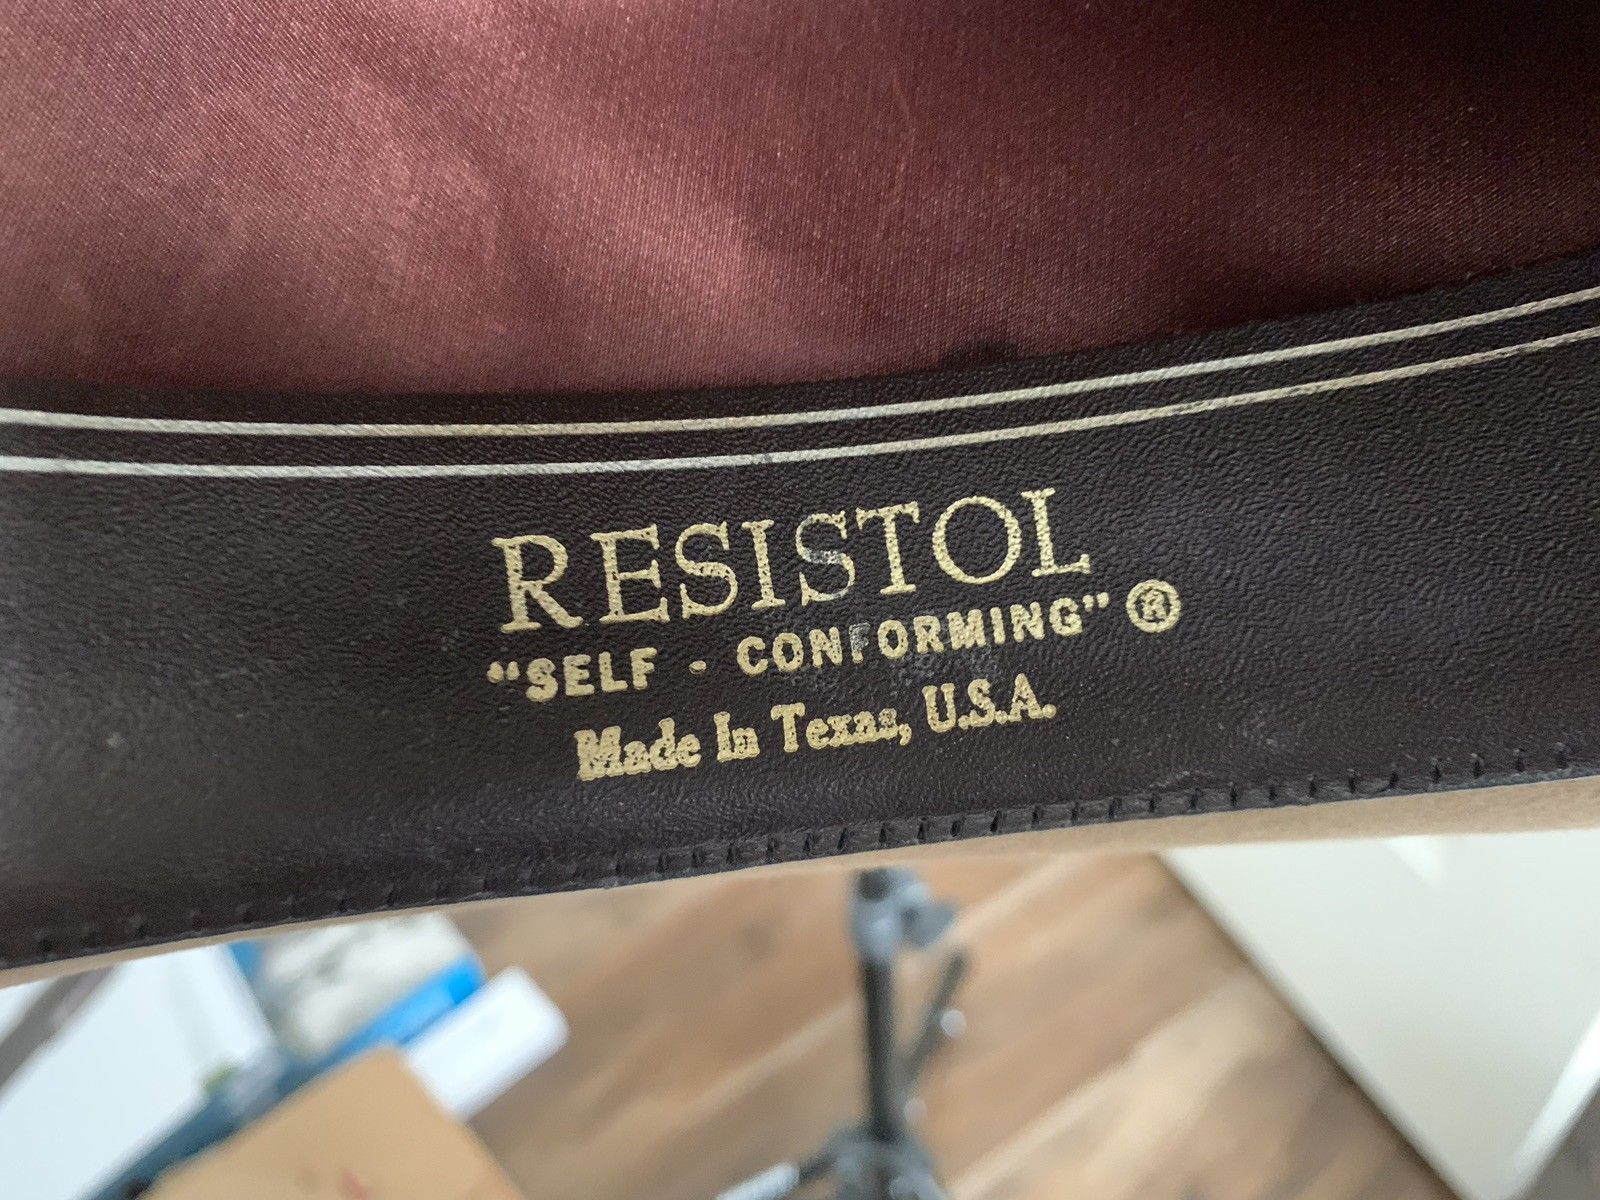 RESISTOL
"SELF - CONFORMING" ®
Made In Texas, U.S.A.